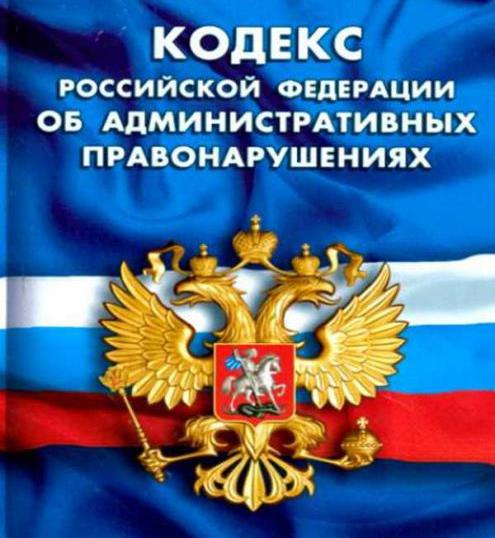 КОДЕКС
РОССИЙСКОЙ ФЕДЕРАЦИИ
ОБ АДМИНИСТРАТИВНЫХ
ПРАВОНАРУШЕНИЯХ